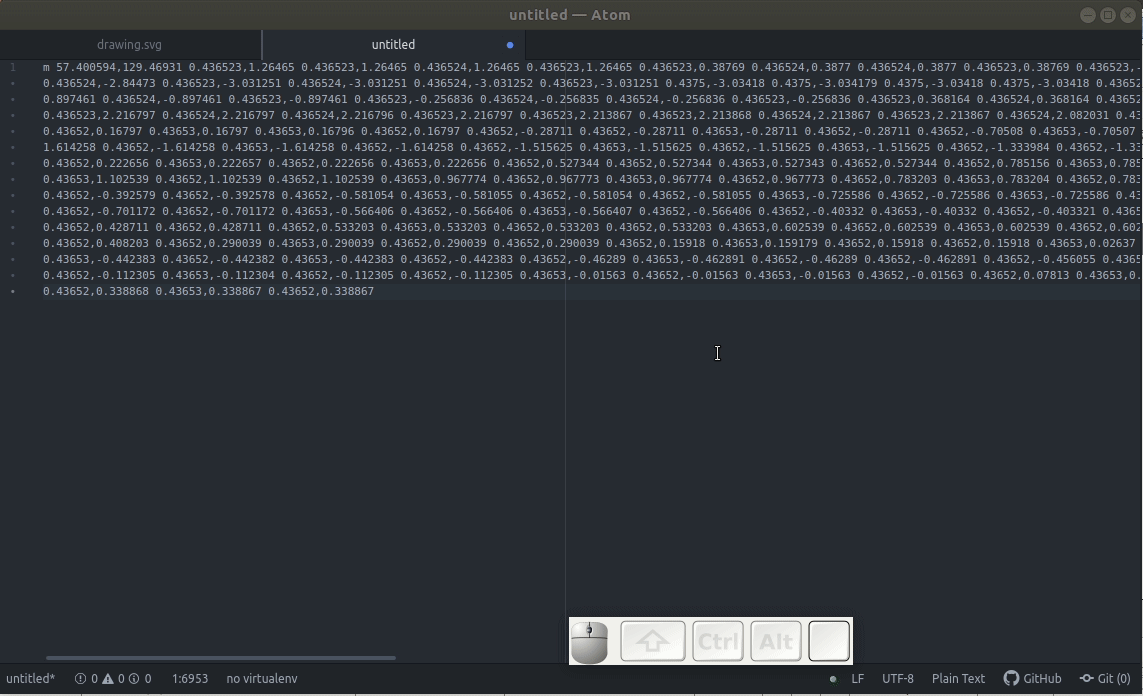 untitled — Atom
drawing.svg untitled
1 m 57.400594,129.46931 0.436523,1.26465 0.436523,1.26465 0.436524,1.26465 0.436523,1.26465 0.436523,0.38769 0.436524,0.3877 0.436524,0.3877 0.436523,0.38769 0.436523,-
0.436524,-2.84473 0.436523,-3.031251 0.436524,-3.031251 0.436524,-3.031252 0.436523,-3.031251 0.4375,-3.03418 0.4375,-3.034179 0.4375,-3.03418 0.4375,-3.03418 0.43652
0.897461 0.436524,-0.897461 0.436523,-0.897461 0.436523,-0.256836 0.436524,-0.256835 0.436524,-0.256836 0.436523,-0.256836 0.436523,0.368164 0.436524,0.368164 0.43652
0.436523,2.216797 0.436524,2.216797 0.436524,2.216796 0.436523,2.216797 0.436523,2.213867 0.436523,2.213868 0.436524,2.213867 0.436523,2.213867 0.436524,2.082031 0.43
0.43652,0.16797 0.43653,0.16797 0.43653,0.16796 0.43652,0.16797 0.43652,-0.28711 0.43652,-0.28711 0.43653,-0.28711 0.43652,-0.28711 0.43652,-0.70508 0.43653,-0.70507
1.614258 0.43652,-1.614258 0.43653,-1.614258 0.43652,-1.614258 0.43652,-1.515625 0.43653,-1.515625 0.43652,-1.515625 0.43653,-1.515625 0.43652,-1.333984 0.43652,-1.33
0.43652,0.222656 0.43653,0.222657 0.43652,0.222656 0.43653,0.222656 0.43652,0.527344 0.43652,0.527344 0.43653,0.527343 0.43652,0.527344 0.43652,0.785156 0.43653,0.785
0.43653,1.102539 0.43652,1.102539 0.43652,1.102539 0.43653,0.967774 0.43652,0.967773 0.43653,0.967774 0.43652,0.967773 0.43652,0.783203 0.43653,0.783204 0.43652,0.783
0.43652,-0.392579 0.43652,-0.392578 0.43652,-0.581054 0.43653,-0.581055 0.43652,-0.581054 0.43652,-0.581055 0.43653,-0.725586 0.43652,-0.725586 0.43653,-0.725586 0.43
0.43652,-0.701172 0.43652,-0.701172 0.43653,-0.566406 0.43652,-0.566406 0.43653,-0.566407 0.43652,-0.566406 0.43652,-0.40332 0.43653,-0.40332 0.43652,-0.403321 0.4365
0.43652,0.428711 0.43652,0.428711 0.43652,0.533203 0.43653,0.533203 0.43652,0.533203 0.43652,0.533203 0.43653,0.602539 0.43652,0.602539 0.43653,0.602539 0.43652,0.602
0.43652,0.408203 0.43652,0.290039 0.43653,0.290039 0.43652,0.290039 0.43652,0.290039 0.43652,0.15918 0.43653,0.159179 0.43652,0.15918 0.43652,0.15918 0.43653,0.02637
0.43653,-0.442383 0.43652,-0.442382 0.43653,-0.442383 0.43652,-0.442383 0.43652,-0.46289 0.43653,-0.462891 0.43652,-0.46289 0.43652,-0.462891 0.43652,-0.456055 0.4365
0.43652,-0.112305 0.43653,-0.112304 0.43652,-0.112305 0.43652,-0.112305 0.43653,-0.01563 0.43652,-0.01563 0.43653,-0.01563 0.43652,-0.01563 0.43652,0.07813 0.43653,0.
0.43652,0.338868 0.43653,0.338867 0.43652,0.338867
Ctrl Alt
untitled* 0 0 0 1:6953 no virtualenv LF UTF-8 Plain Text GitHub Git (0)